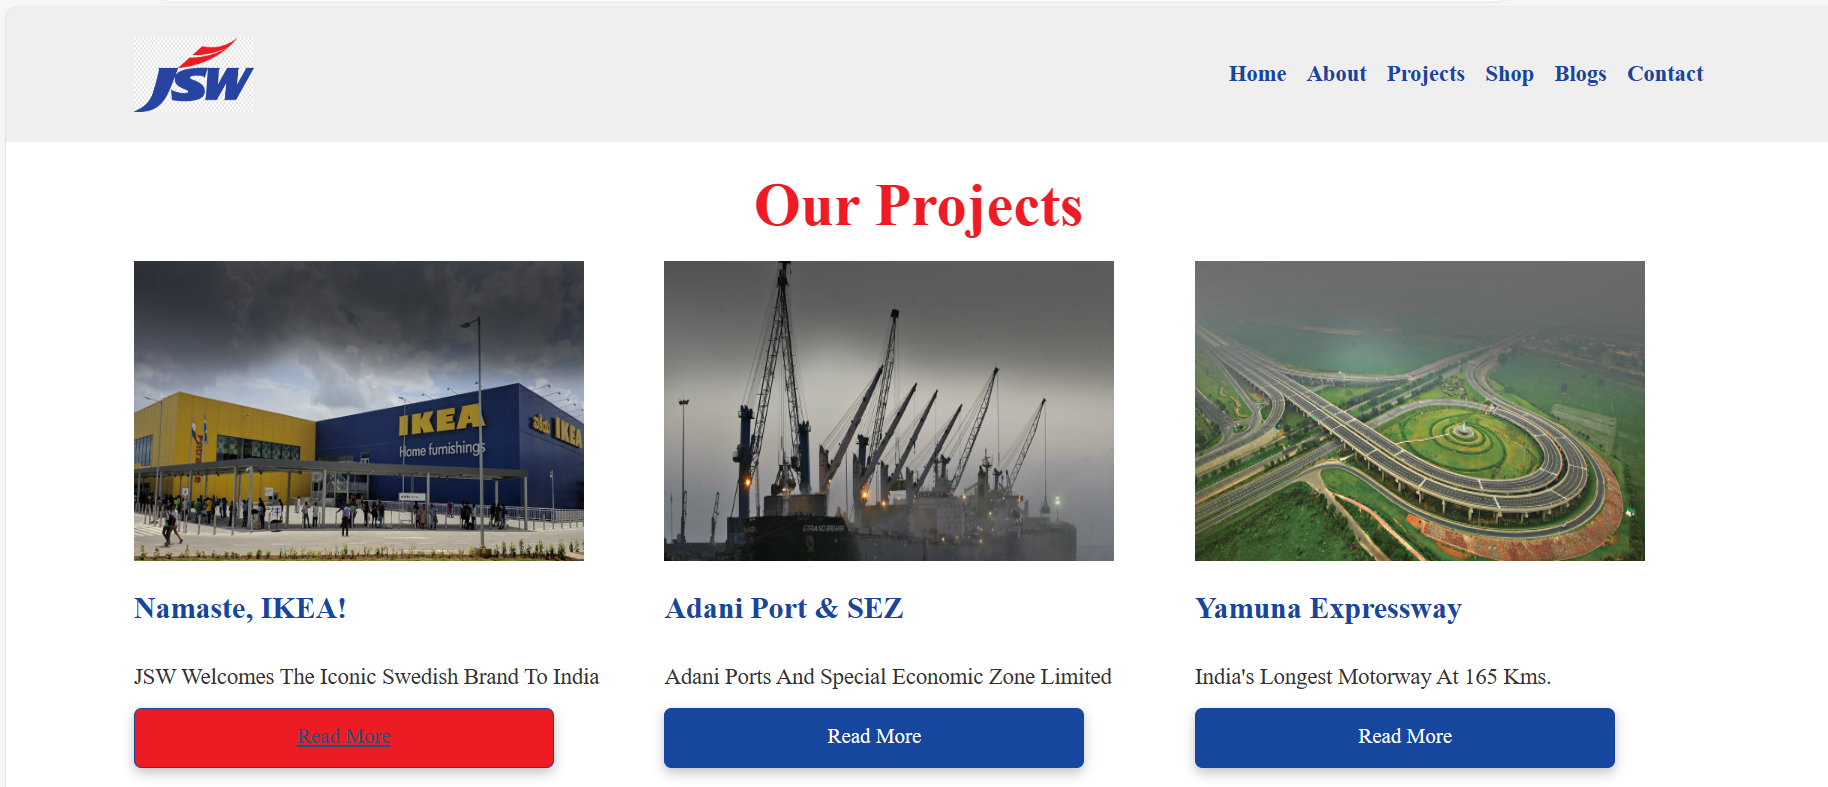 JSW
Home About Projects Shop Blogs Contact
Our Projects
IKEA
Home furnishings
IKEA
Namaste, IKEA!
Adani Port & SEZ
Yamuna Expressway
JSW Welcomes The Iconic Swedish Brand To India
Adani Ports And Special Economic Zone Limited
India's Longest Motorway At 165 Kms.
Read More
Read More
Read More